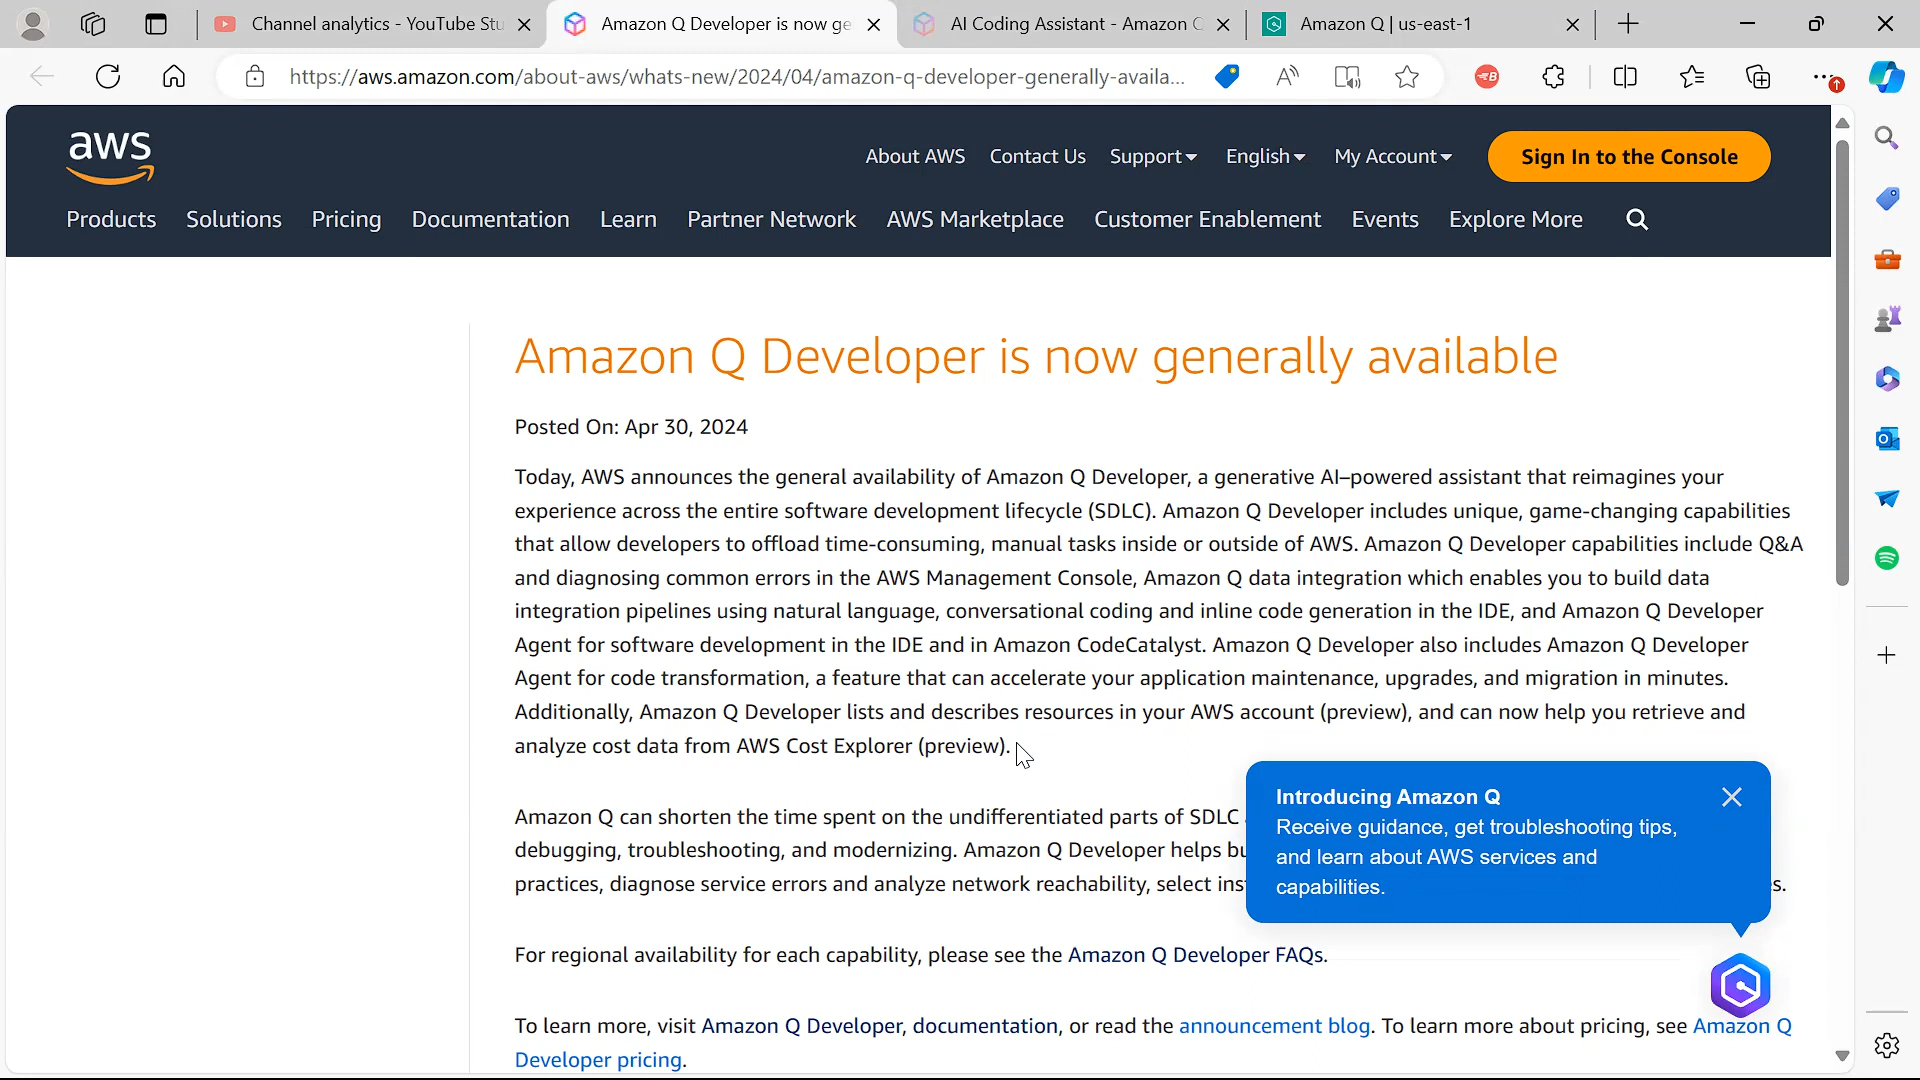 Channel analytics - YouTube Stu
Amazon Q Developer is now ge
AI Coding Assistant - Amazon Q
Amazon Q | us-east-1
https://aws.amazon.com/about-aws/whats-new/2024/04/amazon-q-developer-generally-availa...
aws
About AWS Contact Us Support English My Account Sign In to the Console
Products Solutions Pricing Documentation Learn Partner Network AWS Marketplace Customer Enablement Events Explore More
Amazon Q Developer is now generally available
Posted On: Apr 30, 2024
Today, AWS announces the general availability of Amazon Q Developer, a generative AI–powered assistant that reimagines your
experience across the entire software development lifecycle (SDLC). Amazon Q Developer includes unique, game-changing capabilities
that allow developers to offload time-consuming, manual tasks inside or outside of AWS. Amazon Q Developer capabilities include Q&A
and diagnosing common errors in the AWS Management Console, Amazon Q data integration which enables you to build data
integration pipelines using natural language, conversational coding and inline code generation in the IDE, and Amazon Q Developer
Agent for software development in the IDE and in Amazon CodeCatalyst. Amazon Q Developer also includes Amazon Q Developer
Agent for code transformation, a feature that can accelerate your application maintenance, upgrades, and migration in minutes.
Additionally, Amazon Q Developer lists and describes resources in your AWS account (preview), and can now help you retrieve and
analyze cost data from AWS Cost Explorer (preview).
Amazon Q can shorten the time spent on the undifferentiated parts of SDLC
debugging, troubleshooting, and modernizing. Amazon Q Developer helps bu
practices, diagnose service errors and analyze network reachability, select ins
s.
Introducing Amazon Q
Receive guidance, get troubleshooting tips,
and learn about AWS services and
capabilities.
For regional availability for each capability, please see the Amazon Q Developer FAQs.
To learn more, visit Amazon Q Developer, documentation, or read the announcement blog. To learn more about pricing, see Amazon Q
Developer pricing.